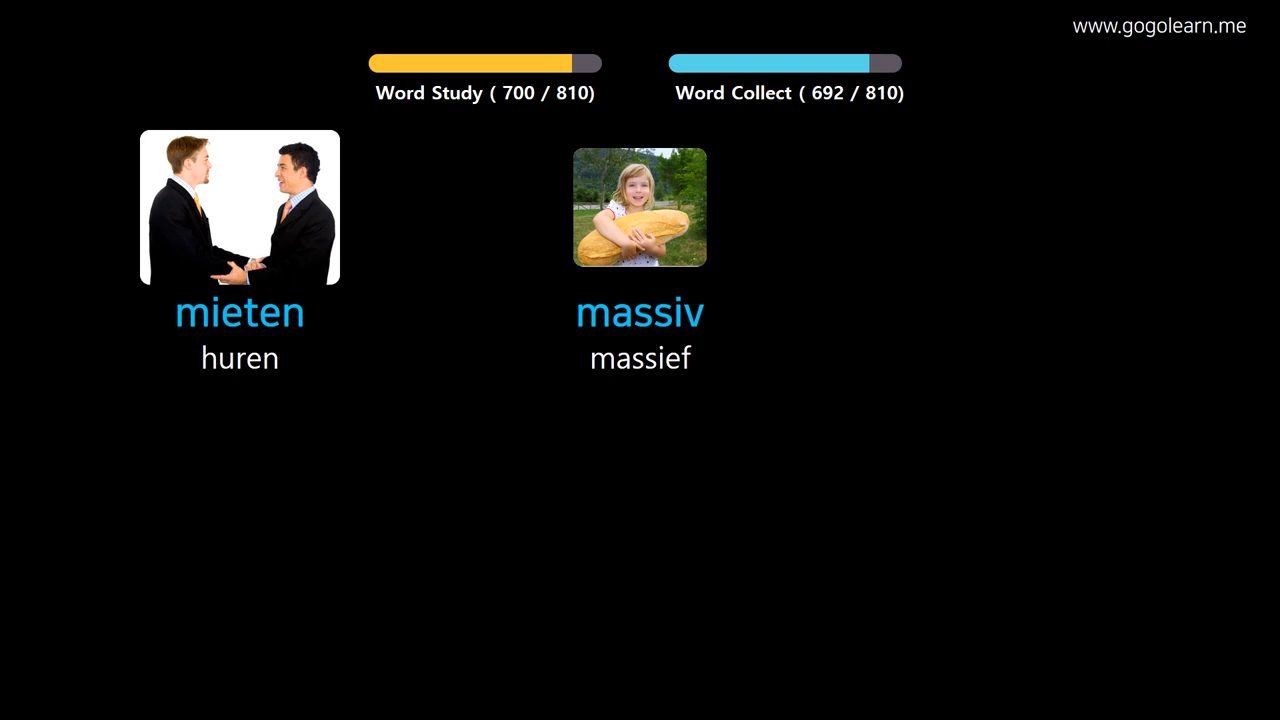 www.gogolearn.me
Word Study ( 700 / 810)
Word Collect ( 692 / 810)
mieten
huren
massiv
massief